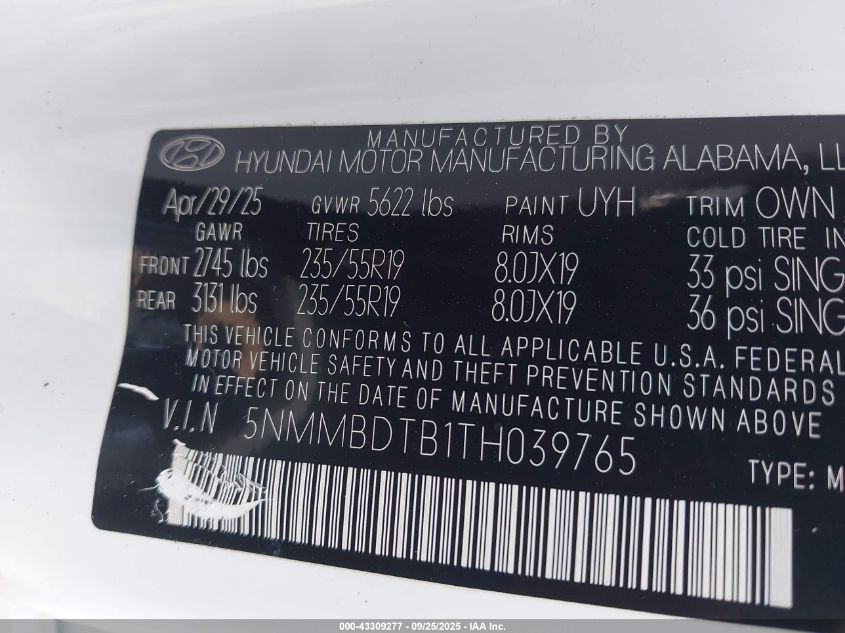 MANUFACTURED BY
HYUNDAI MOTOR MANUFACTURING ALABAMA, LL
Apr/29/25 GVWR 5622 lbs PAINT UYH TRIM OWN
GAWR TIRES RIMS COLD TIRE IN
FRONT 2745 lbs 235/55R19 8.0JX19 33 psi SING
REAR 3131 lbs 235/55R19 8.0JX19 36 psi SING
THIS VEHICLE CONFORMS TO ALL APPLICABLE U.S.A. FEDERAL
MOTOR VEHICLE SAFETY AND THEFT PREVENTION STANDARDS
IN EFFECT ON THE DATE OF MANUFACTURE SHOWN ABOVE
V.I.N 5NMMBDTB1TH039765
TYPE: M
000-43309277 - 09/25/2025 - IAA Inc.